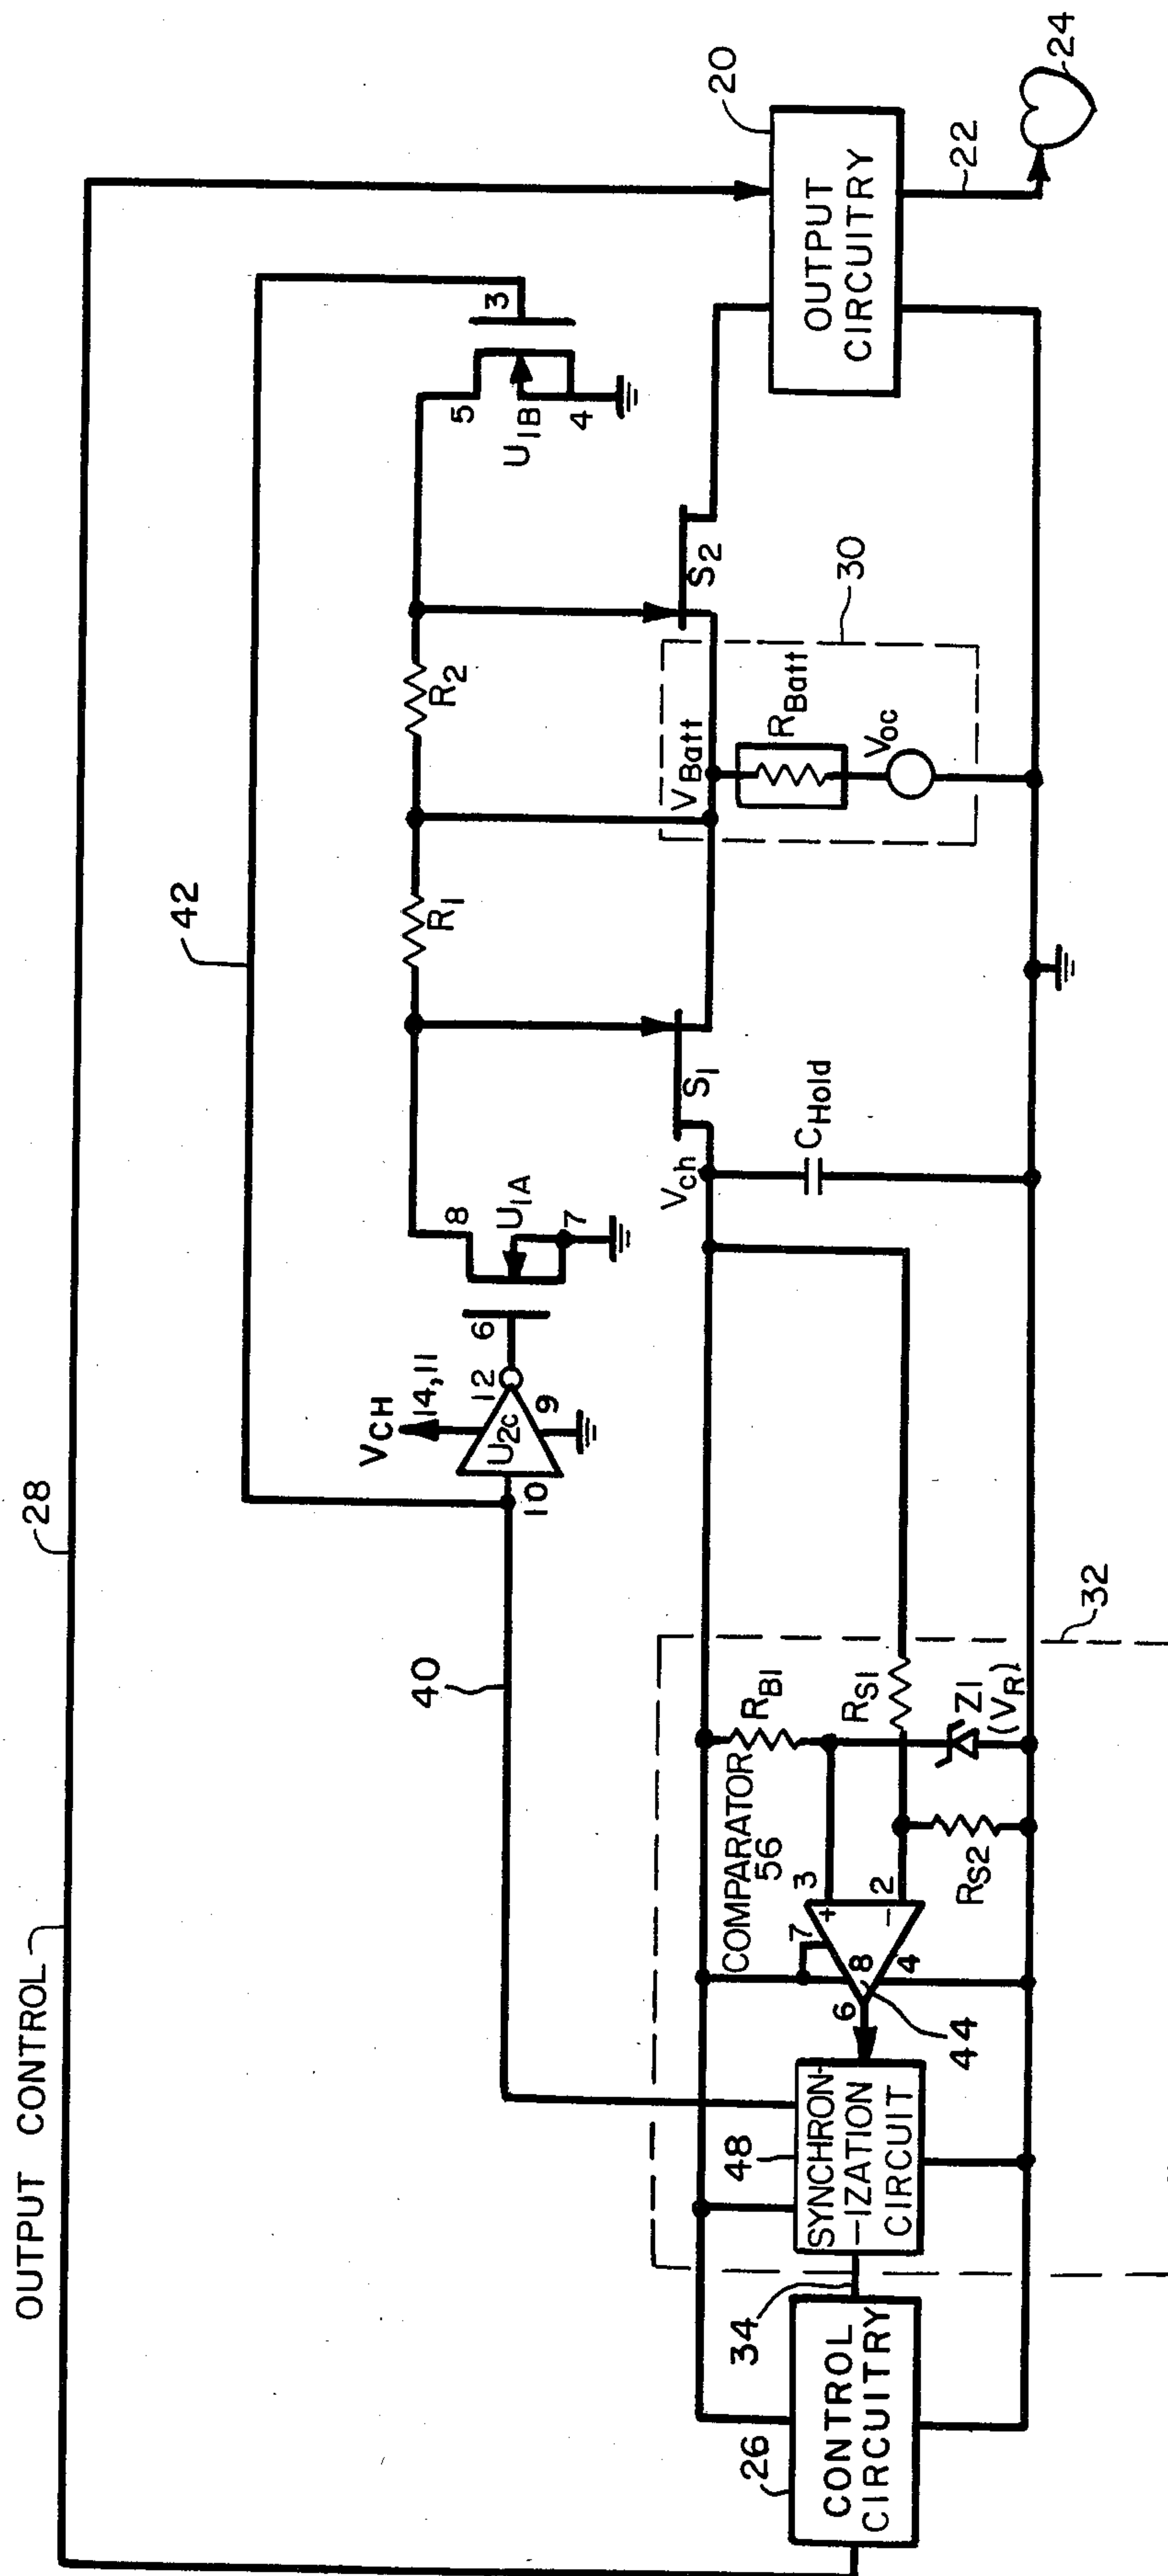 OUTPUT CONTROL
28
42
40
VCH
14,11
U2C
10
12
9
6
8
U1A
7
R1
R2
5
3
U1B
4
Vch
S1
CHold
VBatt
RBatt
Voc
30
S2
20
OUTPUT
CIRCUITRY
22
24
32
COMPARATOR
56
RB1
RS1
Z1
(VR)
RS2
3
+
2
−
7
8
4
6
44
48
SYNCHRON-
-IZATION
CIRCUIT
34
26
CONTROL
CIRCUITRY